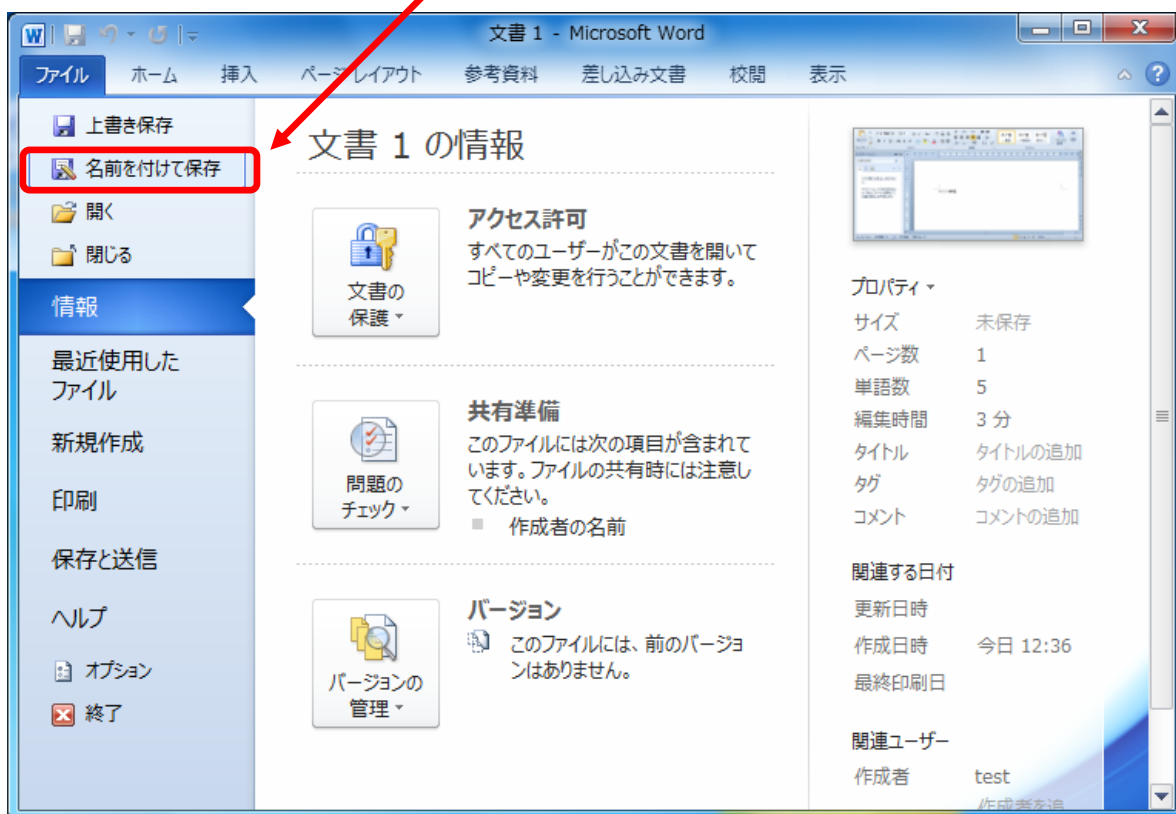 文書 1 - Microsoft Word
ファイル ホーム 挿入 ページレイアウト 参考資料 差し込み文書 校閲 表示
上書き保存
名前を付けて保存
開く
閉じる
情報
最近使用した
ファイル
新規作成
印刷
保存と送信
ヘルプ
オプション
終了
文書 1 の情報
文書の
保護
アクセス許可
すべてのユーザーがこの文書を開いて
コピーや変更を行うことができます。
問題の
チェック
共有準備
このファイルには次の項目が含まれて
います。ファイルの共有時には注意し
てください。
作成者の名前
バージョンの
管理
バージョン
このファイルには、前のバージョ
ンはありません。
プロパティ
サイズ 未保存
ページ数 1
単語数 5
編集時間 3 分
タイトル タイトルの追加
タグ タグの追加
コメント コメントの追加
関連する日付
更新日時
作成日時 今日 12:36
最終印刷日
関連ユーザー
作成者 test
作成者を追